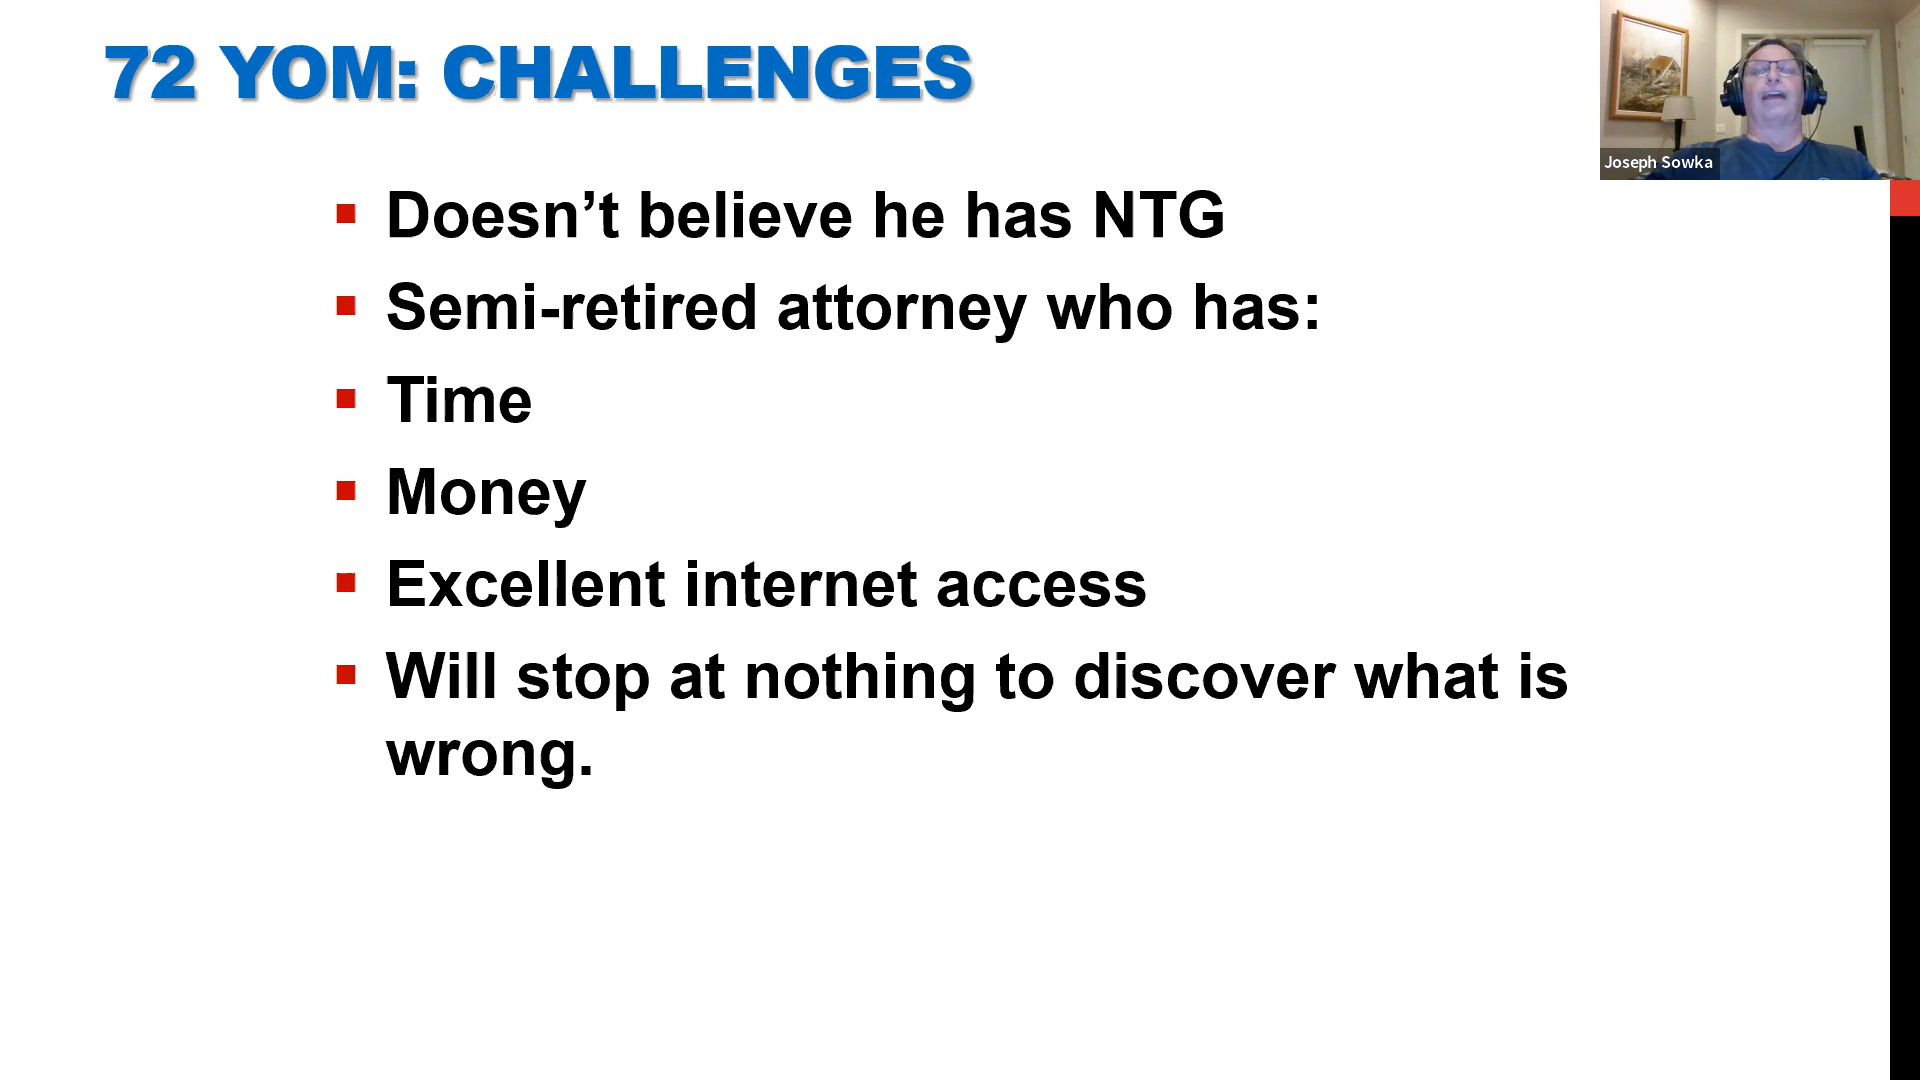 72 YOM: CHALLENGES
Joseph Sowka
Doesn’t believe he has NTG
Semi-retired attorney who has:
Time
Money
Excellent internet access
Will stop at nothing to discover what is
wrong.